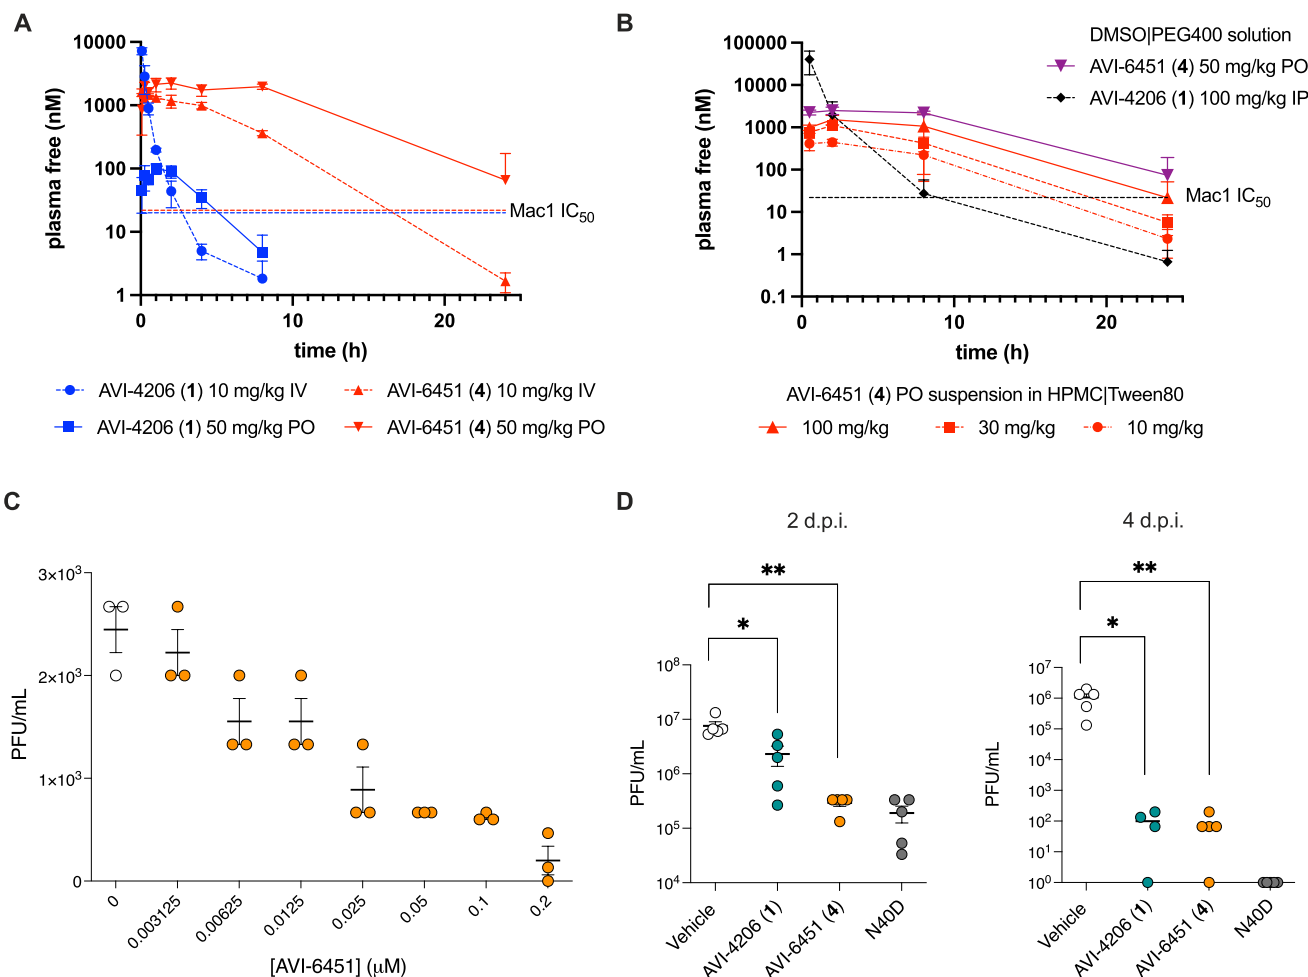 A
10000
1000
100
10
1
plasma free (nM)
Mac1 IC50
0
10
20
time (h)
AVI-4206 (1) 10 mg/kg IV
AVI-6451 (4) 10 mg/kg IV
AVI-4206 (1) 50 mg/kg PO
AVI-6451 (4) 50 mg/kg PO
B
DMSO|PEG400 solution
AVI-6451 (4) 50 mg/kg PO
AVI-4206 (1) 100 mg/kg IP
100000
10000
1000
100
10
1
0.1
plasma free (nM)
Mac1 IC50
0
10
20
time (h)
AVI-6451 (4) PO suspension in HPMC|Tween80
100 mg/kg
30 mg/kg
10 mg/kg
C
3×10³
2×10³
1×10³
0
PFU/mL
0
0.003125
0.00625
0.0125
0.025
0.05
0.1
0.2
[AVI-6451] (μM)
D
2 d.p.i.
**
*
10⁸
10⁷
10⁶
10⁵
10⁴
PFU/mL
Vehicle
AVI-4206 (1)
AVI-6451 (4)
N40D
4 d.p.i.
**
*
10⁷
10⁶
10⁵
10⁴
10³
10²
10¹
10⁰
PFU/mL
Vehicle
AVI-4206 (1)
AVI-6451 (4)
N40D